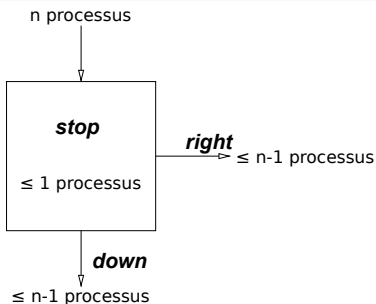 n processus
stop
right
≤ n-1 processus
≤ 1 processus
down
≤ n-1 processus